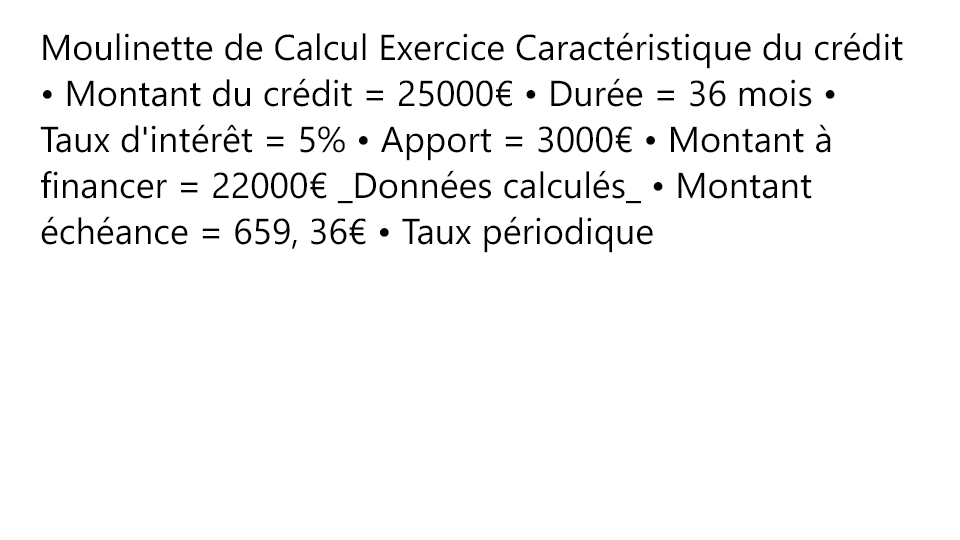 Moulinette de Calcul Exercice Caractéristique du crédit
• Montant du crédit = 25000€ • Durée = 36 mois •
Taux d'intérêt = 5% • Apport = 3000€ • Montant à
financer = 22000€ _Données calculés_ • Montant
échéance = 659, 36€ • Taux périodique